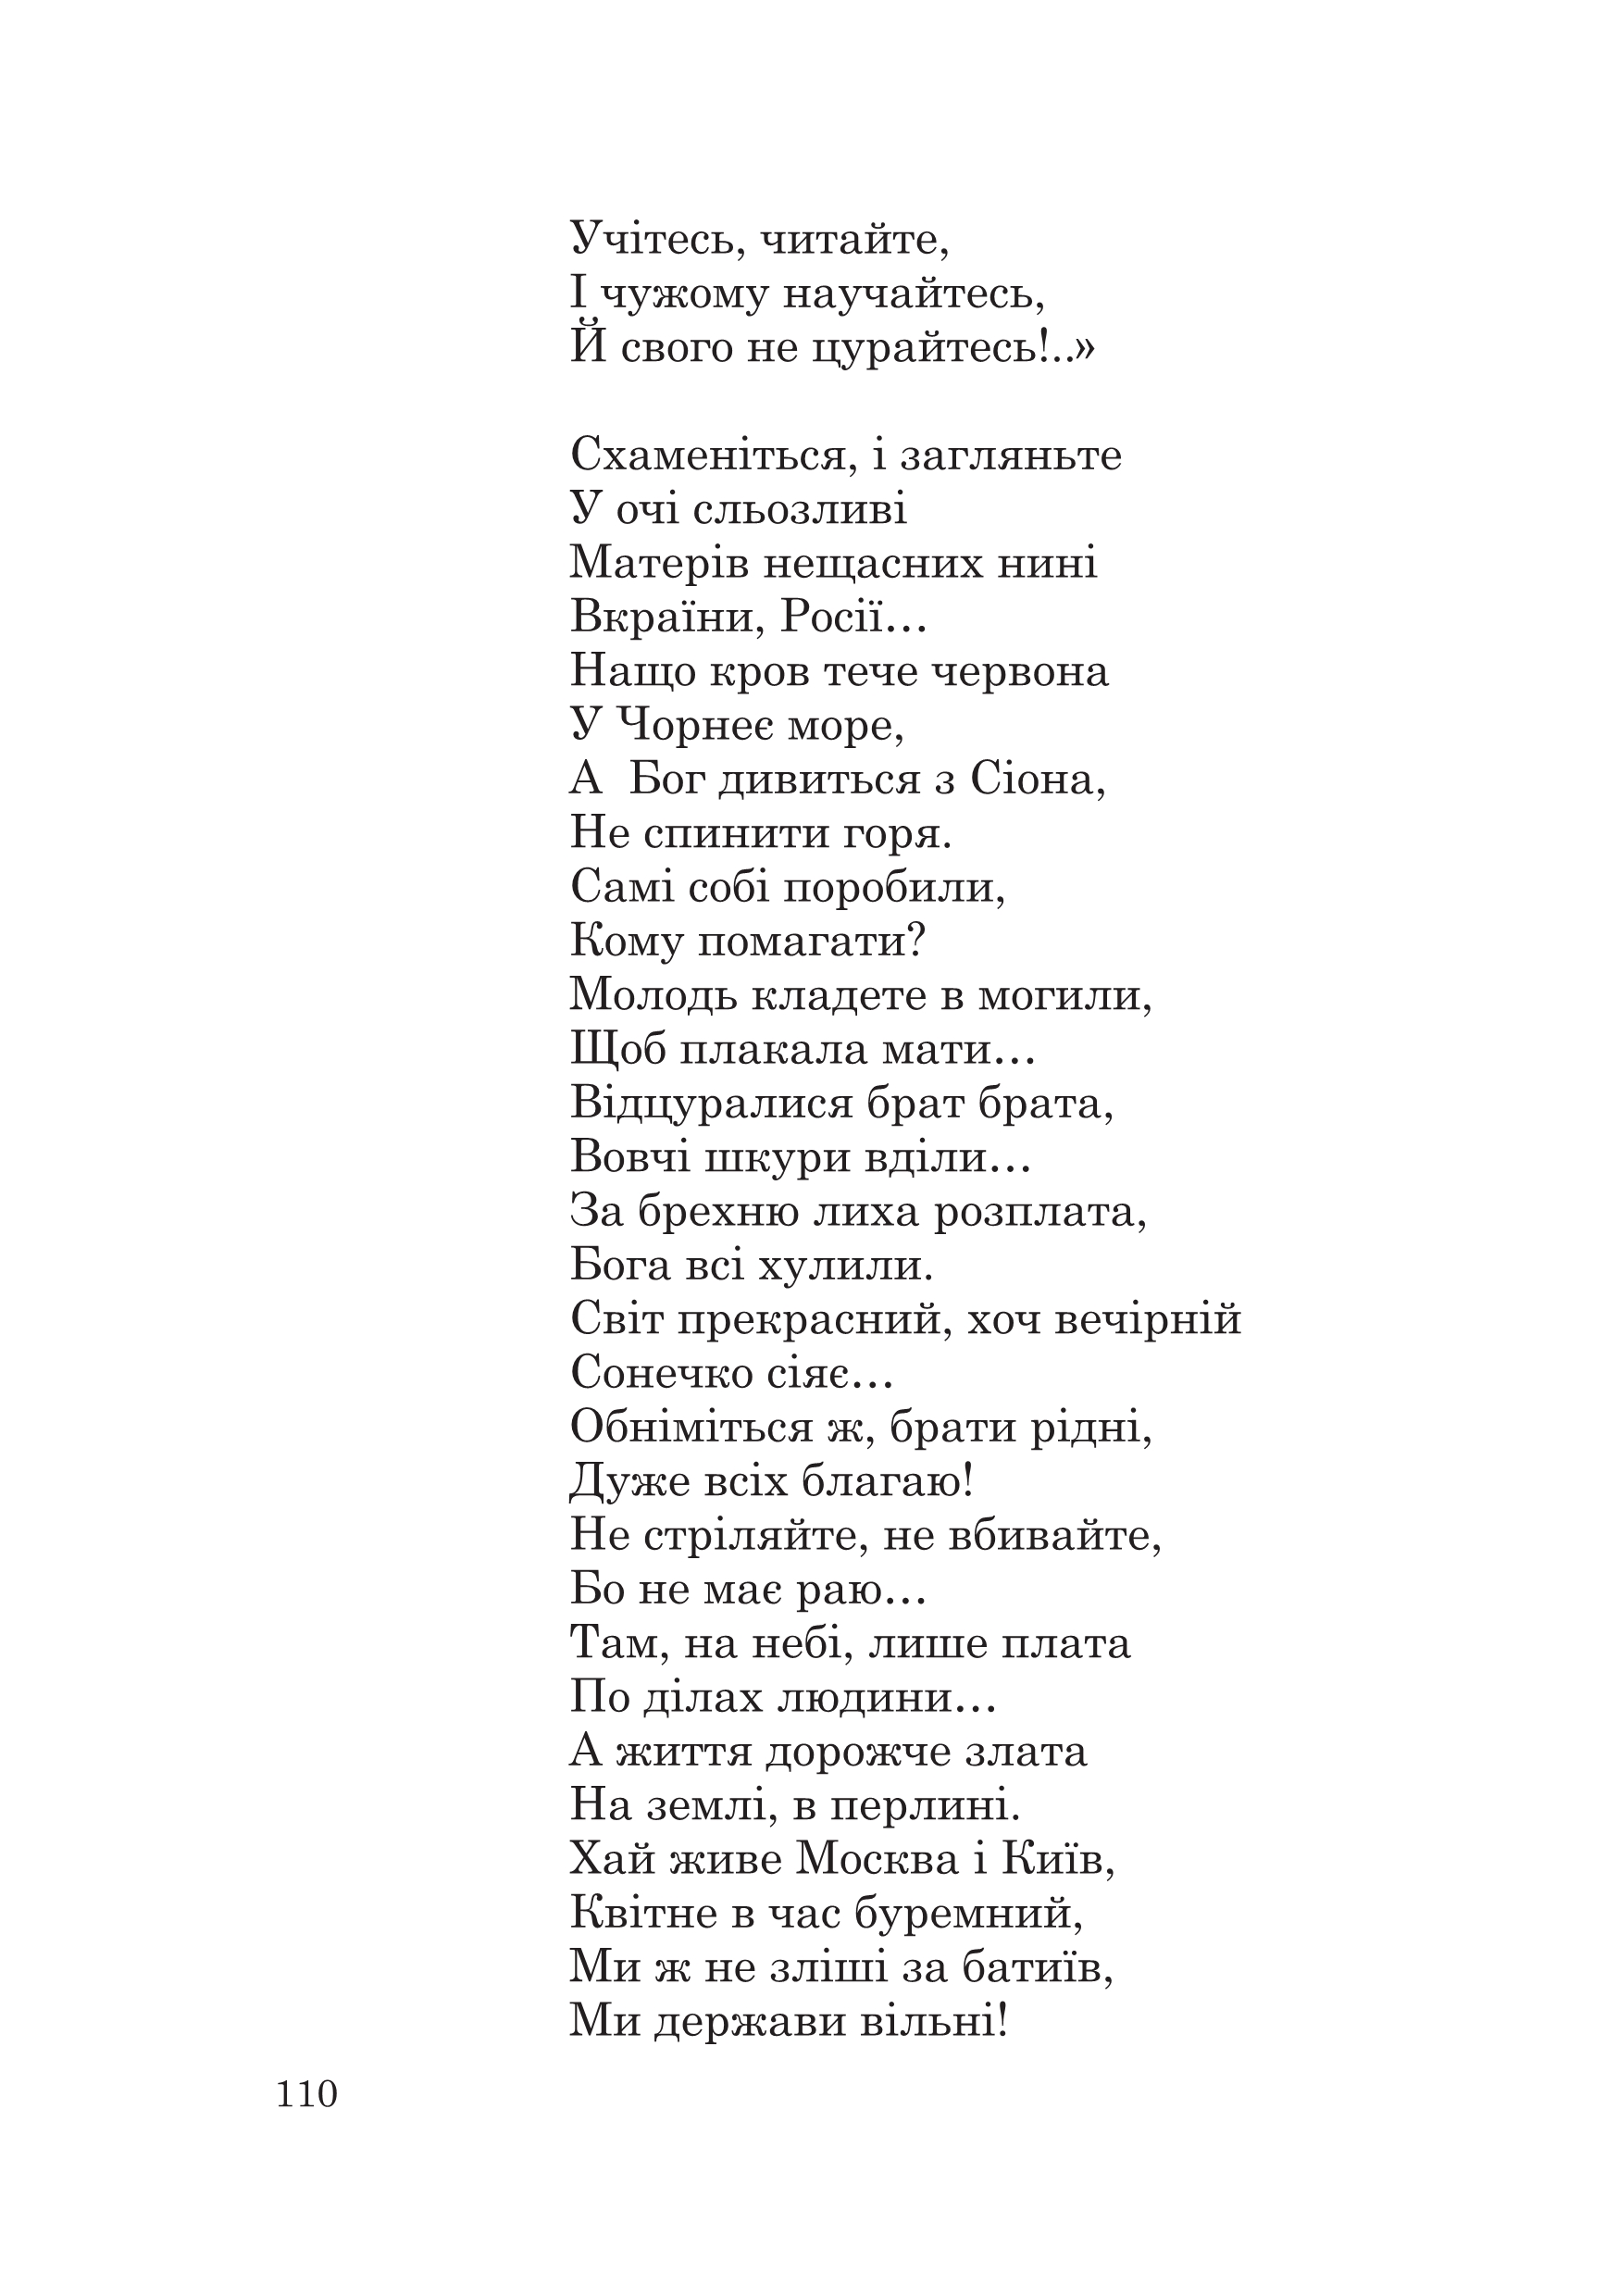 Учітесь, читайте,
І чужому научайтесь,
Й свого не цурайтесь!..»
Схаменіться, і загляньте
У очі сльозливі
Матерів нещасних нині
Вкраїни, Росії…
Нащо кров тече червона
У Чорнеє море,
А  Бог дивиться з Сіона,
Не спинити горя.
Самі собі поробили,
Кому помагати?
Молодь кладете в могили,
Щоб плакала мати…
Відцуралися брат брата,
Вовчі шкури вділи…
За брехню лиха розплата,
Бога всі хулили.
Світ прекрасний, хоч вечірній
Сонечко сіяє…
Обніміться ж, брати рідні,
Дуже всіх благаю!
Не стріляйте, не вбивайте,
Бо не має раю…
Там, на небі, лише плата
По ділах людини…
А життя дорожче злата
На землі, в перлині.
Хай живе Москва і Київ,
Квітне в час буремний,
Ми ж не зліші за батиїв,
Ми держави вільні!
110